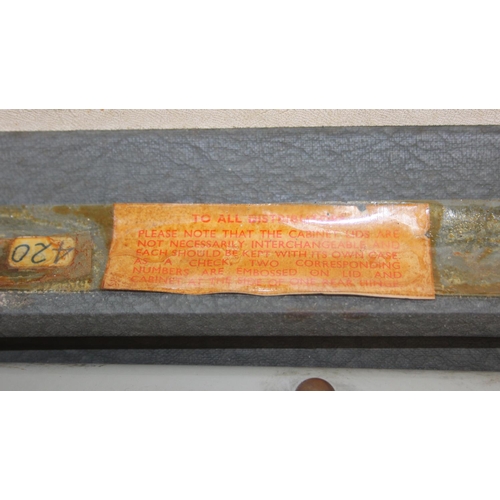 TO ALL
PLEASE NOTE THAT THE CABINET LIDS ARE
NOT NECESSARILY INTERCHANGEABLE AND
EACH SHOULD BE KEPT WITH ITS OWN CASE
AS A CHECK, TWO CORRESPONDING
NUMBERS ARE EMBOSSED ON LID AND
CABINET
420